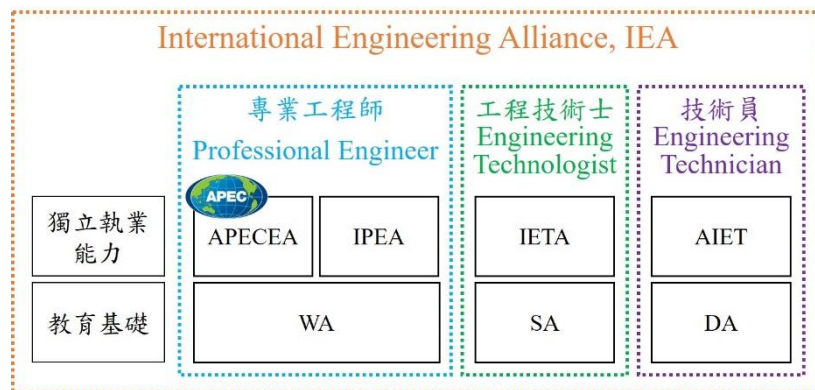 International Engineering Alliance, IEA
專業工程師
Professional Engineer
工程技術士
Engineering
Technologist
技術員
Engineering
Technician
獨立執業
能力
APEC
APECEA
IPEA
IETA
AIET
教育基礎
WA
SA
DA